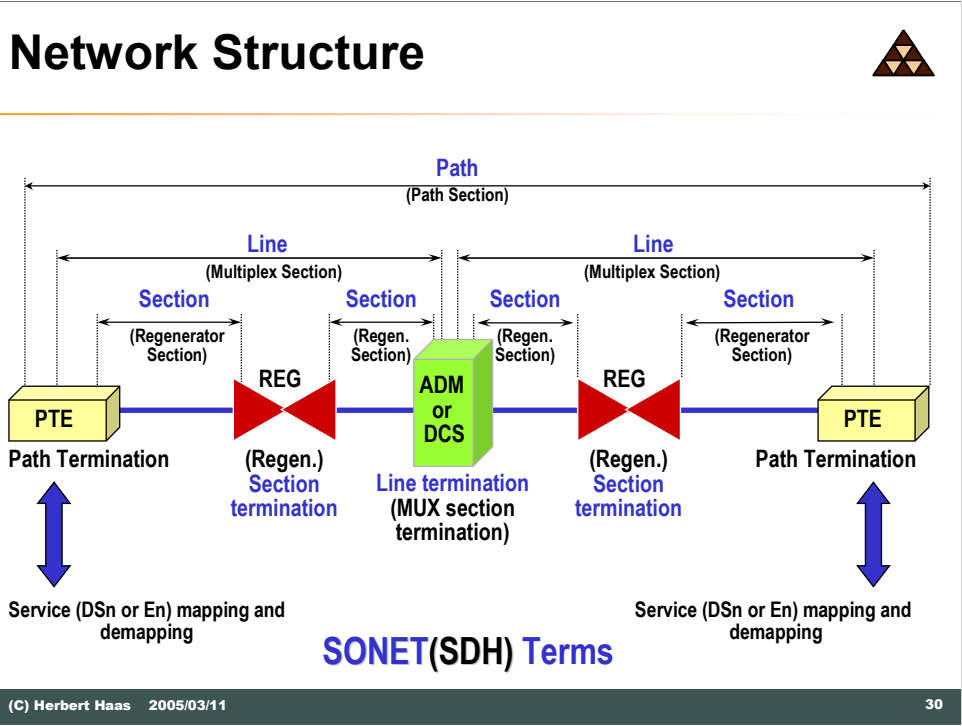 Network Structure
Path
(Path Section)
Line
(Multiplex Section)
Line
(Multiplex Section)
Section
(Regenerator
Section)
Section
(Regen.
Section)
Section
(Regen.
Section)
Section
(Regenerator
Section)
PTE
REG
ADM
or
DCS
REG
PTE
Path Termination
(Regen.)
Section
termination
Line termination
(MUX section
termination)
(Regen.)
Section
termination
Path Termination
Service (DSn or En) mapping and
demapping
Service (DSn or En) mapping and
demapping
SONET(SDH) Terms
(C) Herbert Haas 2005/03/11
30